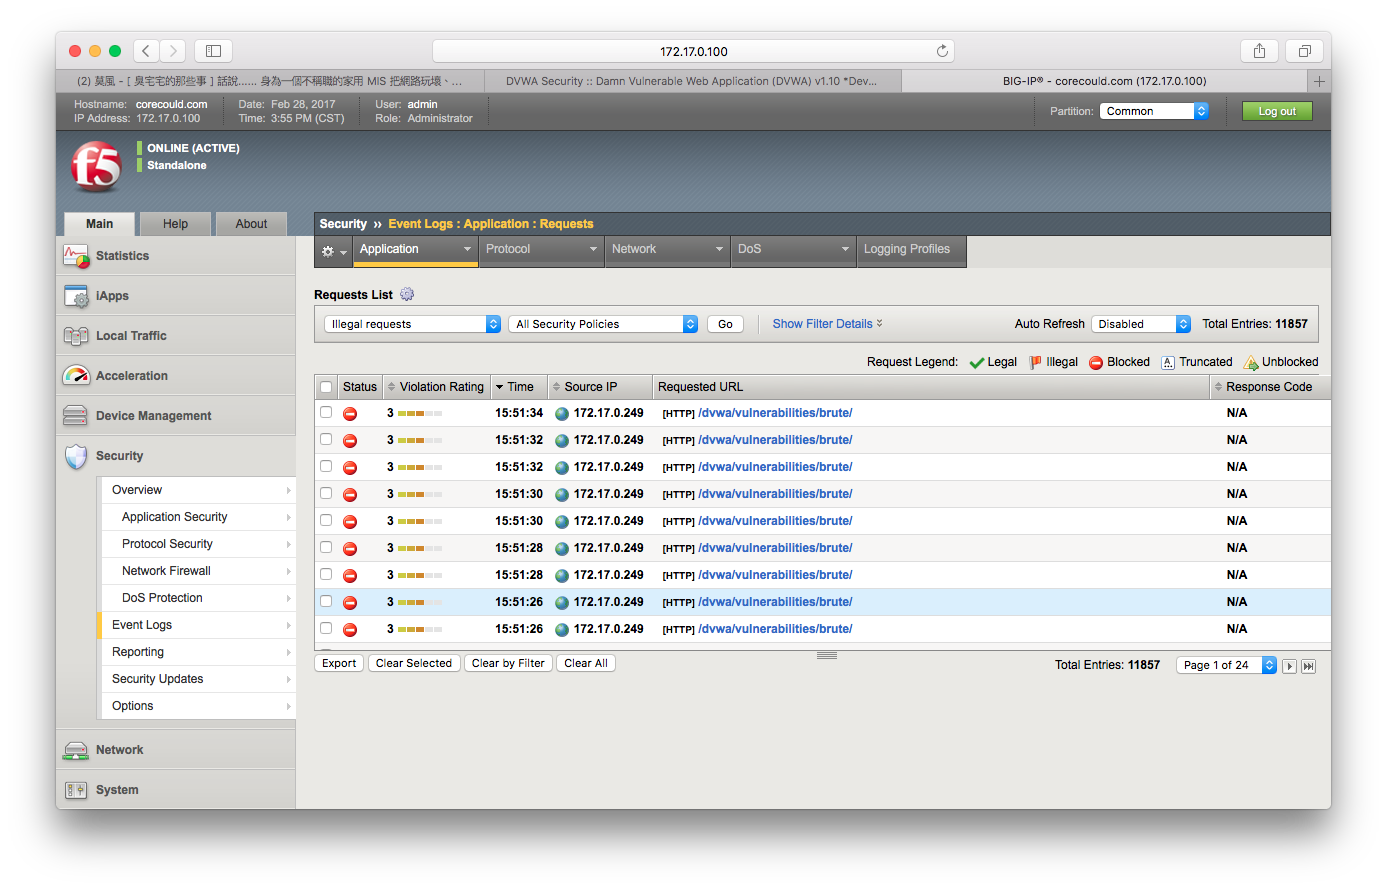 172.17.0.100
(2) 莫風 - [ 臭宅宅的那些事 ] 話說...... 身為一個不稱職的家用 MIS 把網路玩壞、...
DVWA Security :: Damn Vulnerable Web Application (DVWA) v1.10 *Dev...
BIG-IP® - corecould.com (172.17.0.100)
Hostname: corecould.com Date: Feb 28, 2017 User: admin
IP Address: 172.17.0.100 Time: 3:55 PM (CST) Role: Administrator
Partition: Common Log out
f5
ONLINE (ACTIVE)
Standalone
Main Help About
Security ›› Event Logs : Application : Requests
Application Protocol Network DoS Logging Profiles
Statistics
iApps
Local Traffic
Acceleration
Device Management
Security
Overview
Application Security
Protocol Security
Network Firewall
DoS Protection
Event Logs
Reporting
Security Updates
Options
Network
System
Requests List
Illegal requests All Security Policies Go Show Filter Details Auto Refresh Disabled Total Entries: 11857
Request Legend: Legal Illegal Blocked A Truncated Unblocked
Status Violation Rating Time Source IP Requested URL Response Code
3 15:51:34 172.17.0.249 [HTTP] /dvwa/vulnerabilities/brute/ N/A
3 15:51:32 172.17.0.249 [HTTP] /dvwa/vulnerabilities/brute/ N/A
3 15:51:32 172.17.0.249 [HTTP] /dvwa/vulnerabilities/brute/ N/A
3 15:51:30 172.17.0.249 [HTTP] /dvwa/vulnerabilities/brute/ N/A
3 15:51:30 172.17.0.249 [HTTP] /dvwa/vulnerabilities/brute/ N/A
3 15:51:28 172.17.0.249 [HTTP] /dvwa/vulnerabilities/brute/ N/A
3 15:51:28 172.17.0.249 [HTTP] /dvwa/vulnerabilities/brute/ N/A
3 15:51:26 172.17.0.249 [HTTP] /dvwa/vulnerabilities/brute/ N/A
3 15:51:26 172.17.0.249 [HTTP] /dvwa/vulnerabilities/brute/ N/A
Export Clear Selected Clear by Filter Clear All Total Entries: 11857 Page 1 of 24